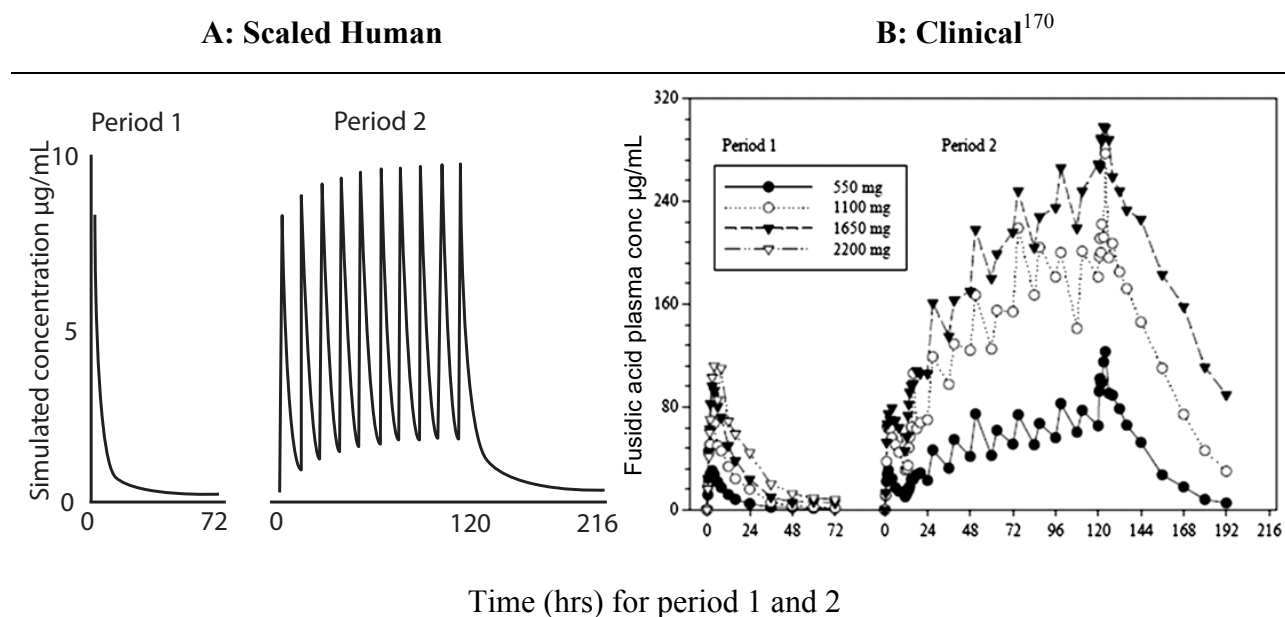 A: Scaled Human
B: Clinical170
Period 1
Period 2
Simulated concentration µg/mL
10
5
0
0
72
0
120
216
Fusidic acid plasma conc µg/mL
320
240
160
80
0
Period 1
Period 2
550 mg
1100 mg
1650 mg
2200 mg
0 24 48 72 0 24 48 72 96 120 144 168 192 216
Time (hrs) for period 1 and 2